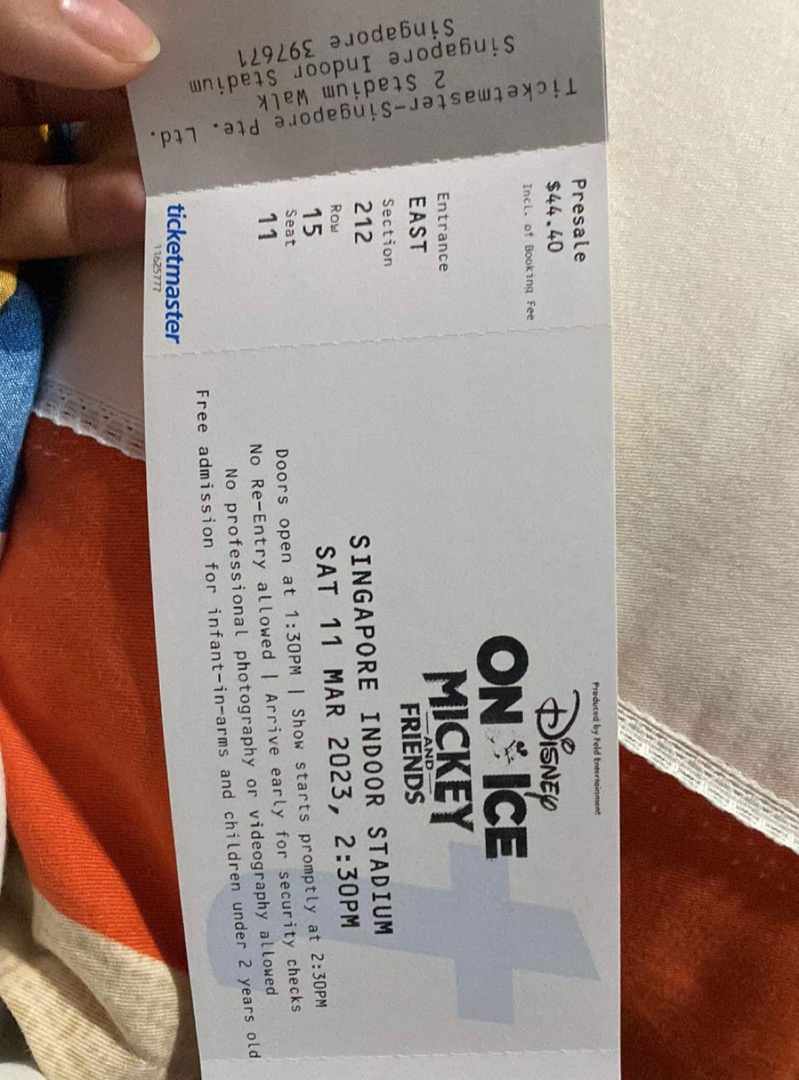 Ticketmaster-Singapore Pte. Ltd.
2 Stadium Walk
Singapore Indoor Stadium
Singapore 397671
Presale
$44.40
Incl. of Booking Fee
Entrance
EAST
Section
212
Row
15
Seat
11
ticketmaster
11625777
Produced by Feld Entertainment
Disney
ON ICE
MICKEY
AND
FRIENDS
SINGAPORE INDOOR STADIUM
SAT 11 MAR 2023, 2:30PM
Doors open at 1:30PM | Show starts promptly at 2:30PM
No Re-Entry allowed | Arrive early for security checks
No professional photography or videography allowed
Free admission for infant-in-arms and children under 2 years old